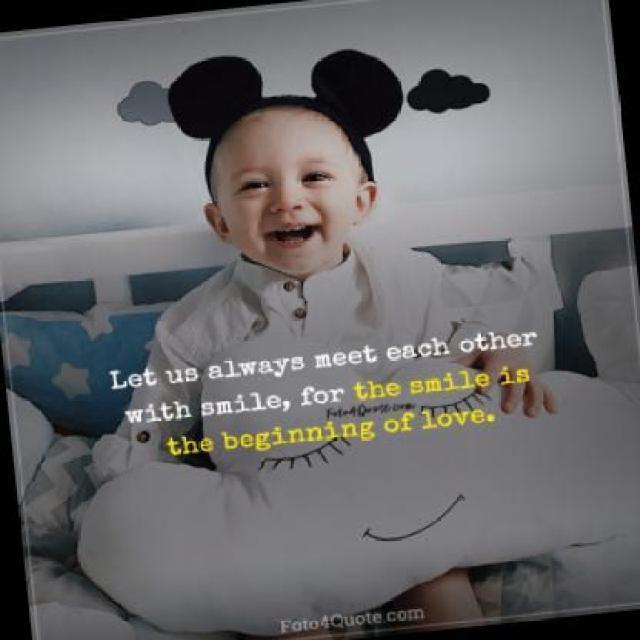 Let us always meet each other
with smile, for the smile is
Foto4Quote.com
the beginning of love.
Foto4Quote.com